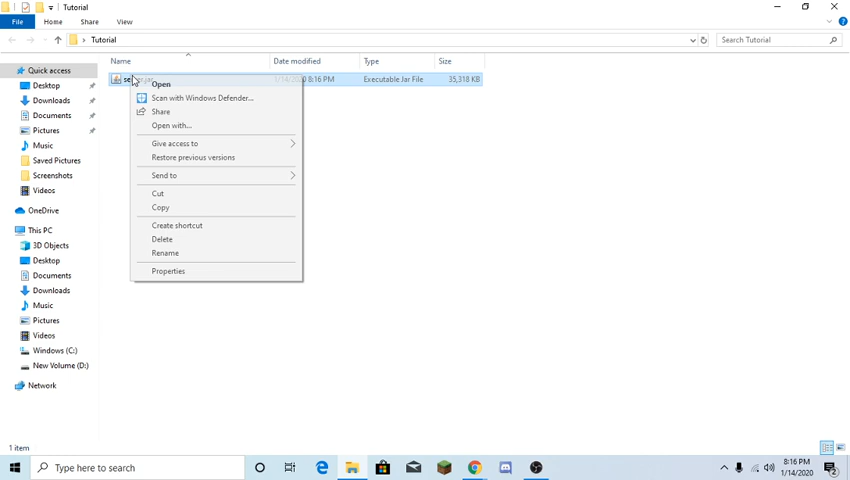 Tutorial
File Home Share View
Tutorial
Search Tutorial
Name Date modified Type Size
1/14/2020 8:16 PM Executable Jar File 35,318 KB
Quick access
Desktop
Downloads
Documents
Pictures
Music
Saved Pictures
Screenshots
Videos
OneDrive
This PC
3D Objects
Desktop
Documents
Downloads
Music
Pictures
Videos
Windows (C:)
New Volume (D:)
Network
Open
Scan with Windows Defender...
Share
Open with...
Give access to
Restore previous versions
Send to
Cut
Copy
Create shortcut
Delete
Rename
Properties
1 item
Type here to search
8:16 PM
1/14/2020
2